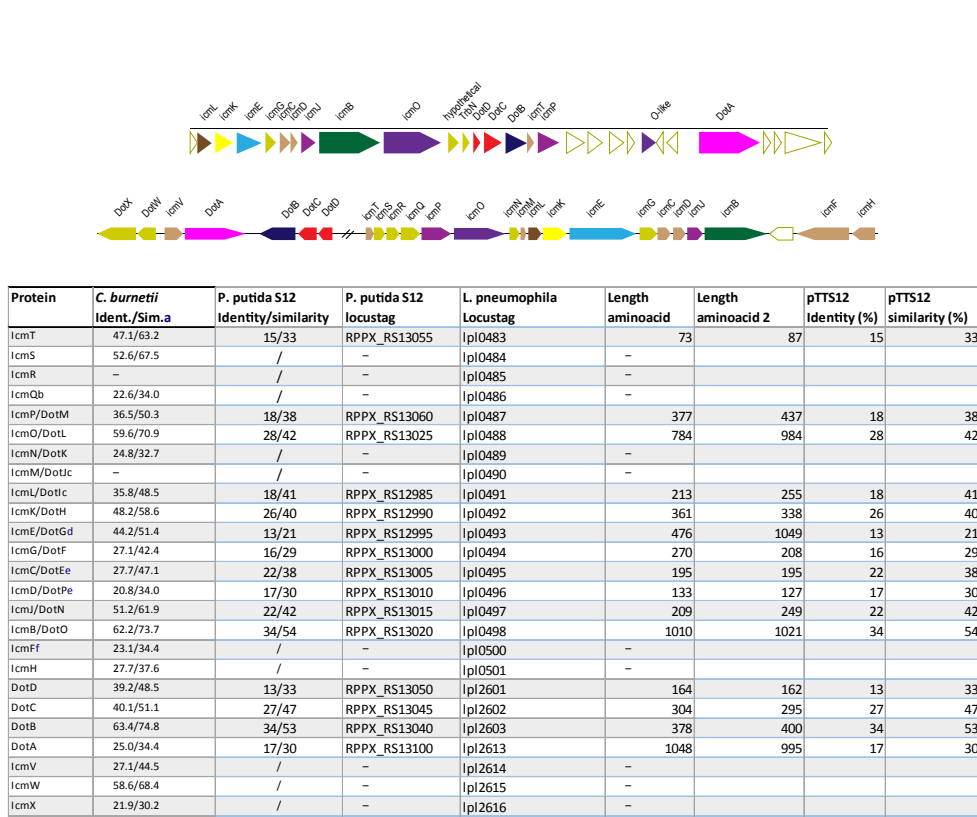 icmL icmK icmE icmG icmC icmD icmJ icmB icmO hypothetical TrbN DotD DotC DotB icmT icmP O-like DotA
DotX DotW icmV DotA DotB DotC DotD icmT icmS icmR icmQ icmP icmO icmN icmM icmL icmK icmE icmG icmC icmD icmJ icmB icmF icmH
Protein C. burnetii P. putida S12 P. putida S12 L. pneumophila Length Length pTTS12 pTTS12
Ident./Sim.a Identity/similarity locustag Locustag aminoacid aminoacid 2 Identity (%) similarity (%)
IcmT 47.1/63.2 15/33 RPPX_RS13055 lpl0483 73 87 15 33
IcmS 52.6/67.5 / – lpl0484 –
IcmR – / – lpl0485 –
IcmQb 22.6/34.0 / – lpl0486 –
IcmP/DotM 36.5/50.3 18/38 RPPX_RS13060 lpl0487 377 437 18 38
IcmO/DotL 59.6/70.9 28/42 RPPX_RS13025 lpl0488 784 984 28 42
IcmN/DotK 24.8/32.7 / – lpl0489 –
IcmM/DotJc – / – lpl0490 –
IcmL/DotIc 35.8/48.5 18/41 RPPX_RS12985 lpl0491 213 255 18 41
IcmK/DotH 48.2/58.6 26/40 RPPX_RS12990 lpl0492 361 338 26 40
IcmE/DotGd 44.2/51.4 13/21 RPPX_RS12995 lpl0493 476 1049 13 21
IcmG/DotF 27.1/42.4 16/29 RPPX_RS13000 lpl0494 270 208 16 29
IcmC/DotEe 27.7/47.1 22/38 RPPX_RS13005 lpl0495 195 195 22 38
IcmD/DotPe 20.8/34.0 17/30 RPPX_RS13010 lpl0496 133 127 17 30
IcmJ/DotN 51.2/61.9 22/42 RPPX_RS13015 lpl0497 209 249 22 42
IcmB/DotO 62.2/73.7 34/54 RPPX_RS13020 lpl0498 1010 1021 34 54
IcmFf 23.1/34.4 / – lpl0500 –
IcmH 27.7/37.6 / – lpl0501 –
DotD 39.2/48.5 13/33 RPPX_RS13050 lpl2601 164 162 13 33
DotC 40.1/51.1 27/47 RPPX_RS13045 lpl2602 304 295 27 47
DotB 63.4/74.8 34/53 RPPX_RS13040 lpl2603 378 400 34 53
DotA 25.0/34.4 17/30 RPPX_RS13100 lpl2613 1048 995 17 30
IcmV 27.1/44.5 / – lpl2614 –
IcmW 58.6/68.4 / – lpl2615 –
IcmX 21.9/30.2 / – lpl2616 –